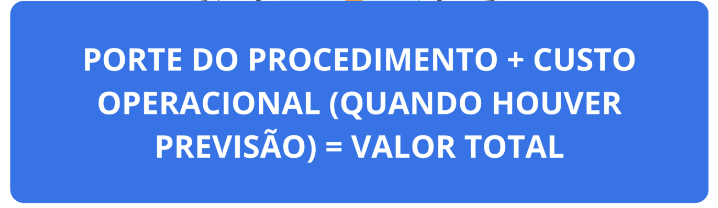 PORTE DO PROCEDIMENTO + CUSTO
OPERACIONAL (QUANDO HOUVER
PREVISÃO) = VALOR TOTAL